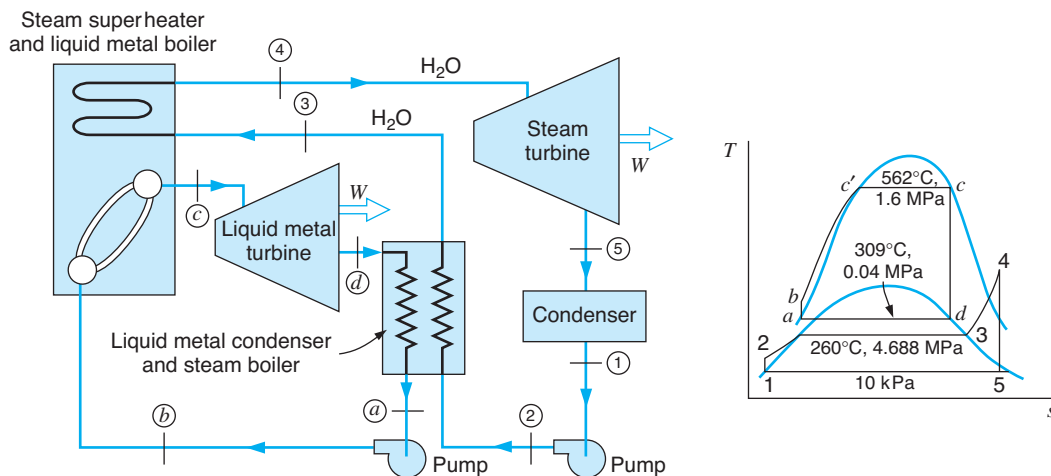 Steam superheater
and liquid metal boiler
4
H₂O
3
H₂O
Steam
turbine
W
c
W
Liquid metal
turbine
d
5
Condenser
Liquid metal condenser
and steam boiler
1
b
a
2
Pump
Pump
T
c′
562°C,
1.6 MPa
c
309°C,
0.04 MPa
4
b
a
d
2
3
260°C, 4.688 MPa
1
10 kPa
5
s